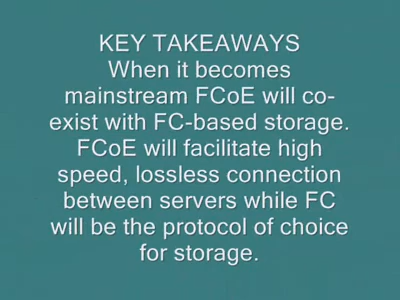 KEY TAKEAWAYS
When it becomes
mainstream FCoE will co-
exist with FC-based storage.
FCoE will facilitate high
speed, lossless connection
between servers while FC
will be the protocol of choice
for storage.